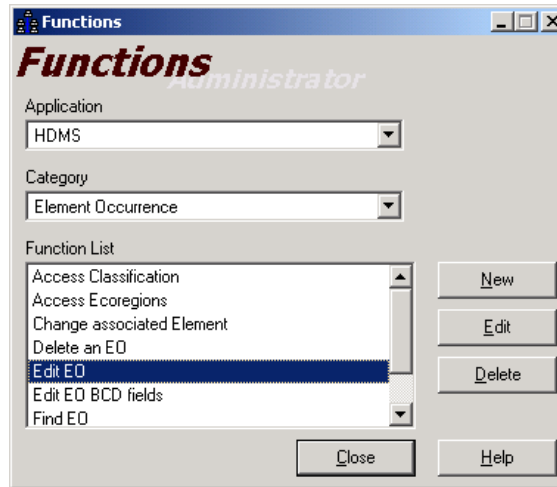 Functions
Functions
Administrator
Application
HDMS
Category
Element Occurrence
Function List
Access Classification
Access Ecoregions
Change associated Element
Delete an EO
Edit EO
Edit EO BCD fields
Find EO
New
Edit
Delete
Close
Help